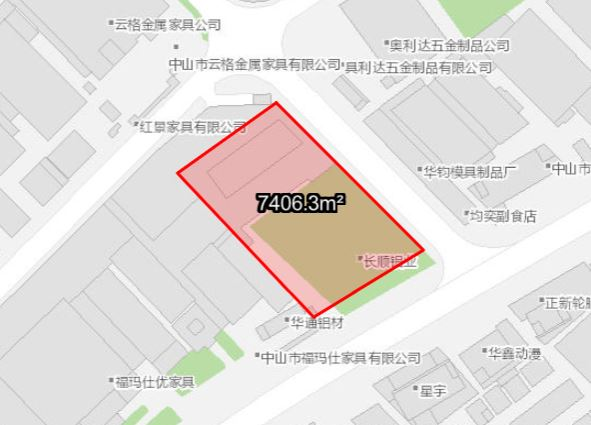 云格金属家具公司
奥利达五金制品公司
中山市云格金属家具有限公司
具利达五金制品有限公司
红景家具有限公司
华钧模具制品厂
中山市
7406.3m²
均奕副食店
长顺铝业
正新轮胎
华通铝材
中山市福玛仕家具有限公司
华鑫动漫
福玛仕优家具
星宇